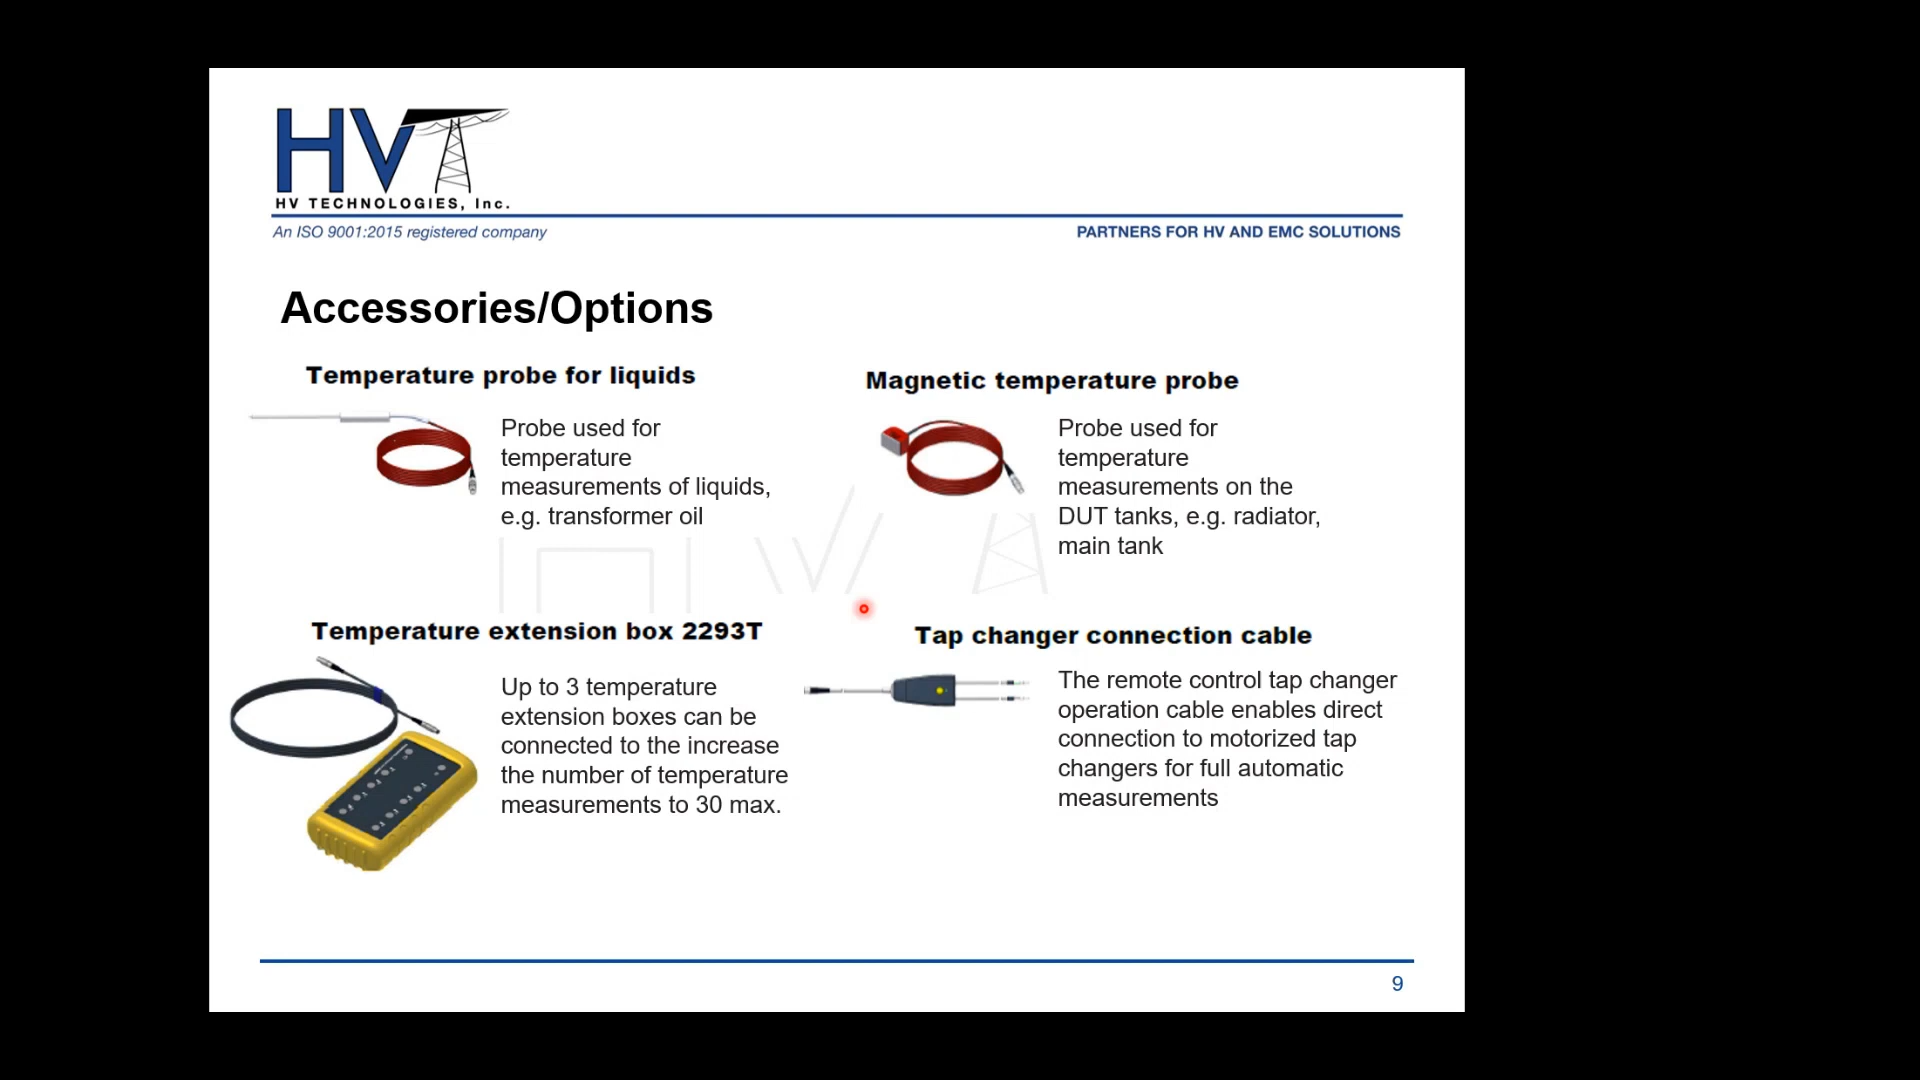 HVT
HV TECHNOLOGIES, Inc.
An ISO 9001:2015 registered company
PARTNERS FOR HV AND EMC SOLUTIONS
Accessories/Options
Temperature probe for liquids
Probe used for
temperature
measurements of liquids,
e.g. transformer oil
Magnetic temperature probe
Probe used for
temperature
measurements on the
DUT tanks, e.g. radiator,
main tank
Temperature extension box 2293T
Up to 3 temperature
extension boxes can be
connected to the increase
the number of temperature
measurements to 30 max.
Tap changer connection cable
The remote control tap changer
operation cable enables direct
connection to motorized tap
changers for full automatic
measurements
9